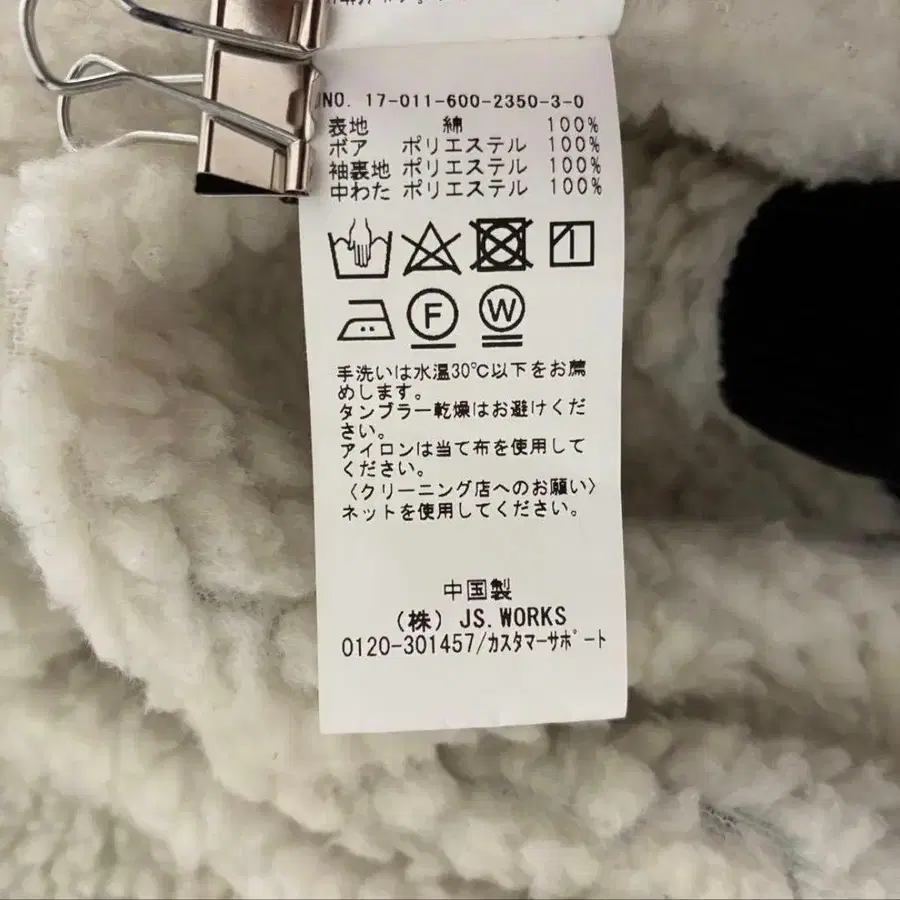 NO. 17-011-600-2350-3-0
表地 綿 100%
ボア ポリエステル 100%
袖裏地 ポリエステル 100%
中わた ポリエステル 100%
F W
手洗いは水温30℃以下をお薦
めします。
タンブラー乾燥はお避けくだ
さい。
アイロンは当て布を使用して
ください。
〈クリーニング店へのお願い〉
ネットを使用してください。
中国製
(株) JS.WORKS
0120-301457/カスタマーサポート